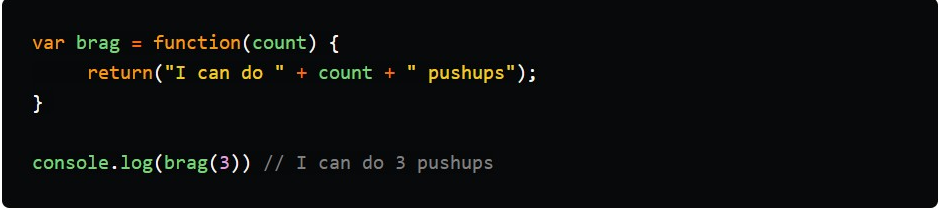 var brag = function(count) {
     return("I can do " + count + " pushups");
}
console.log(brag(3)) // I can do 3 pushups